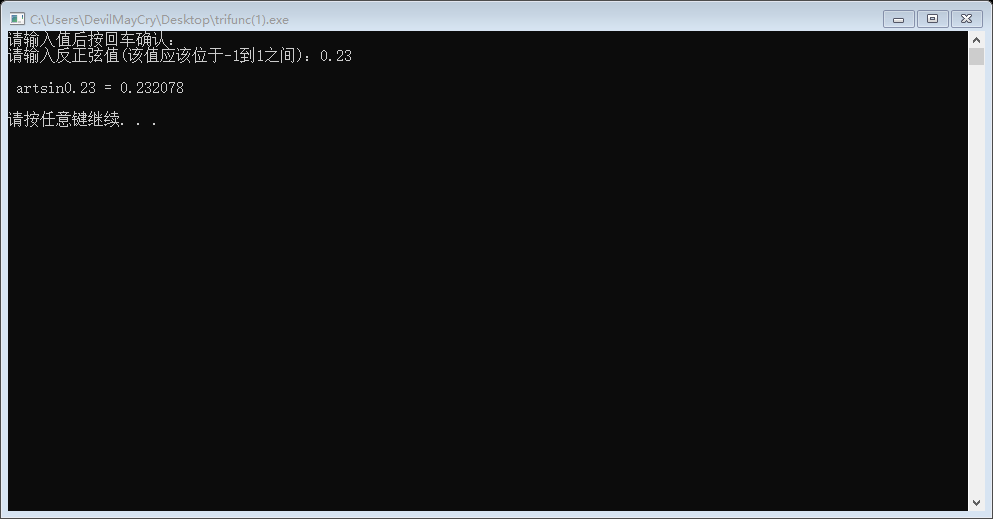 C:\Users\DevilMayCry\Desktop\trifunc(1).exe
请输入值后按回车确认:
请输入反正弦值(该值应该位于-1到1之间): 0.23
artsin0.23 = 0.232078
请按任意键继续. . .